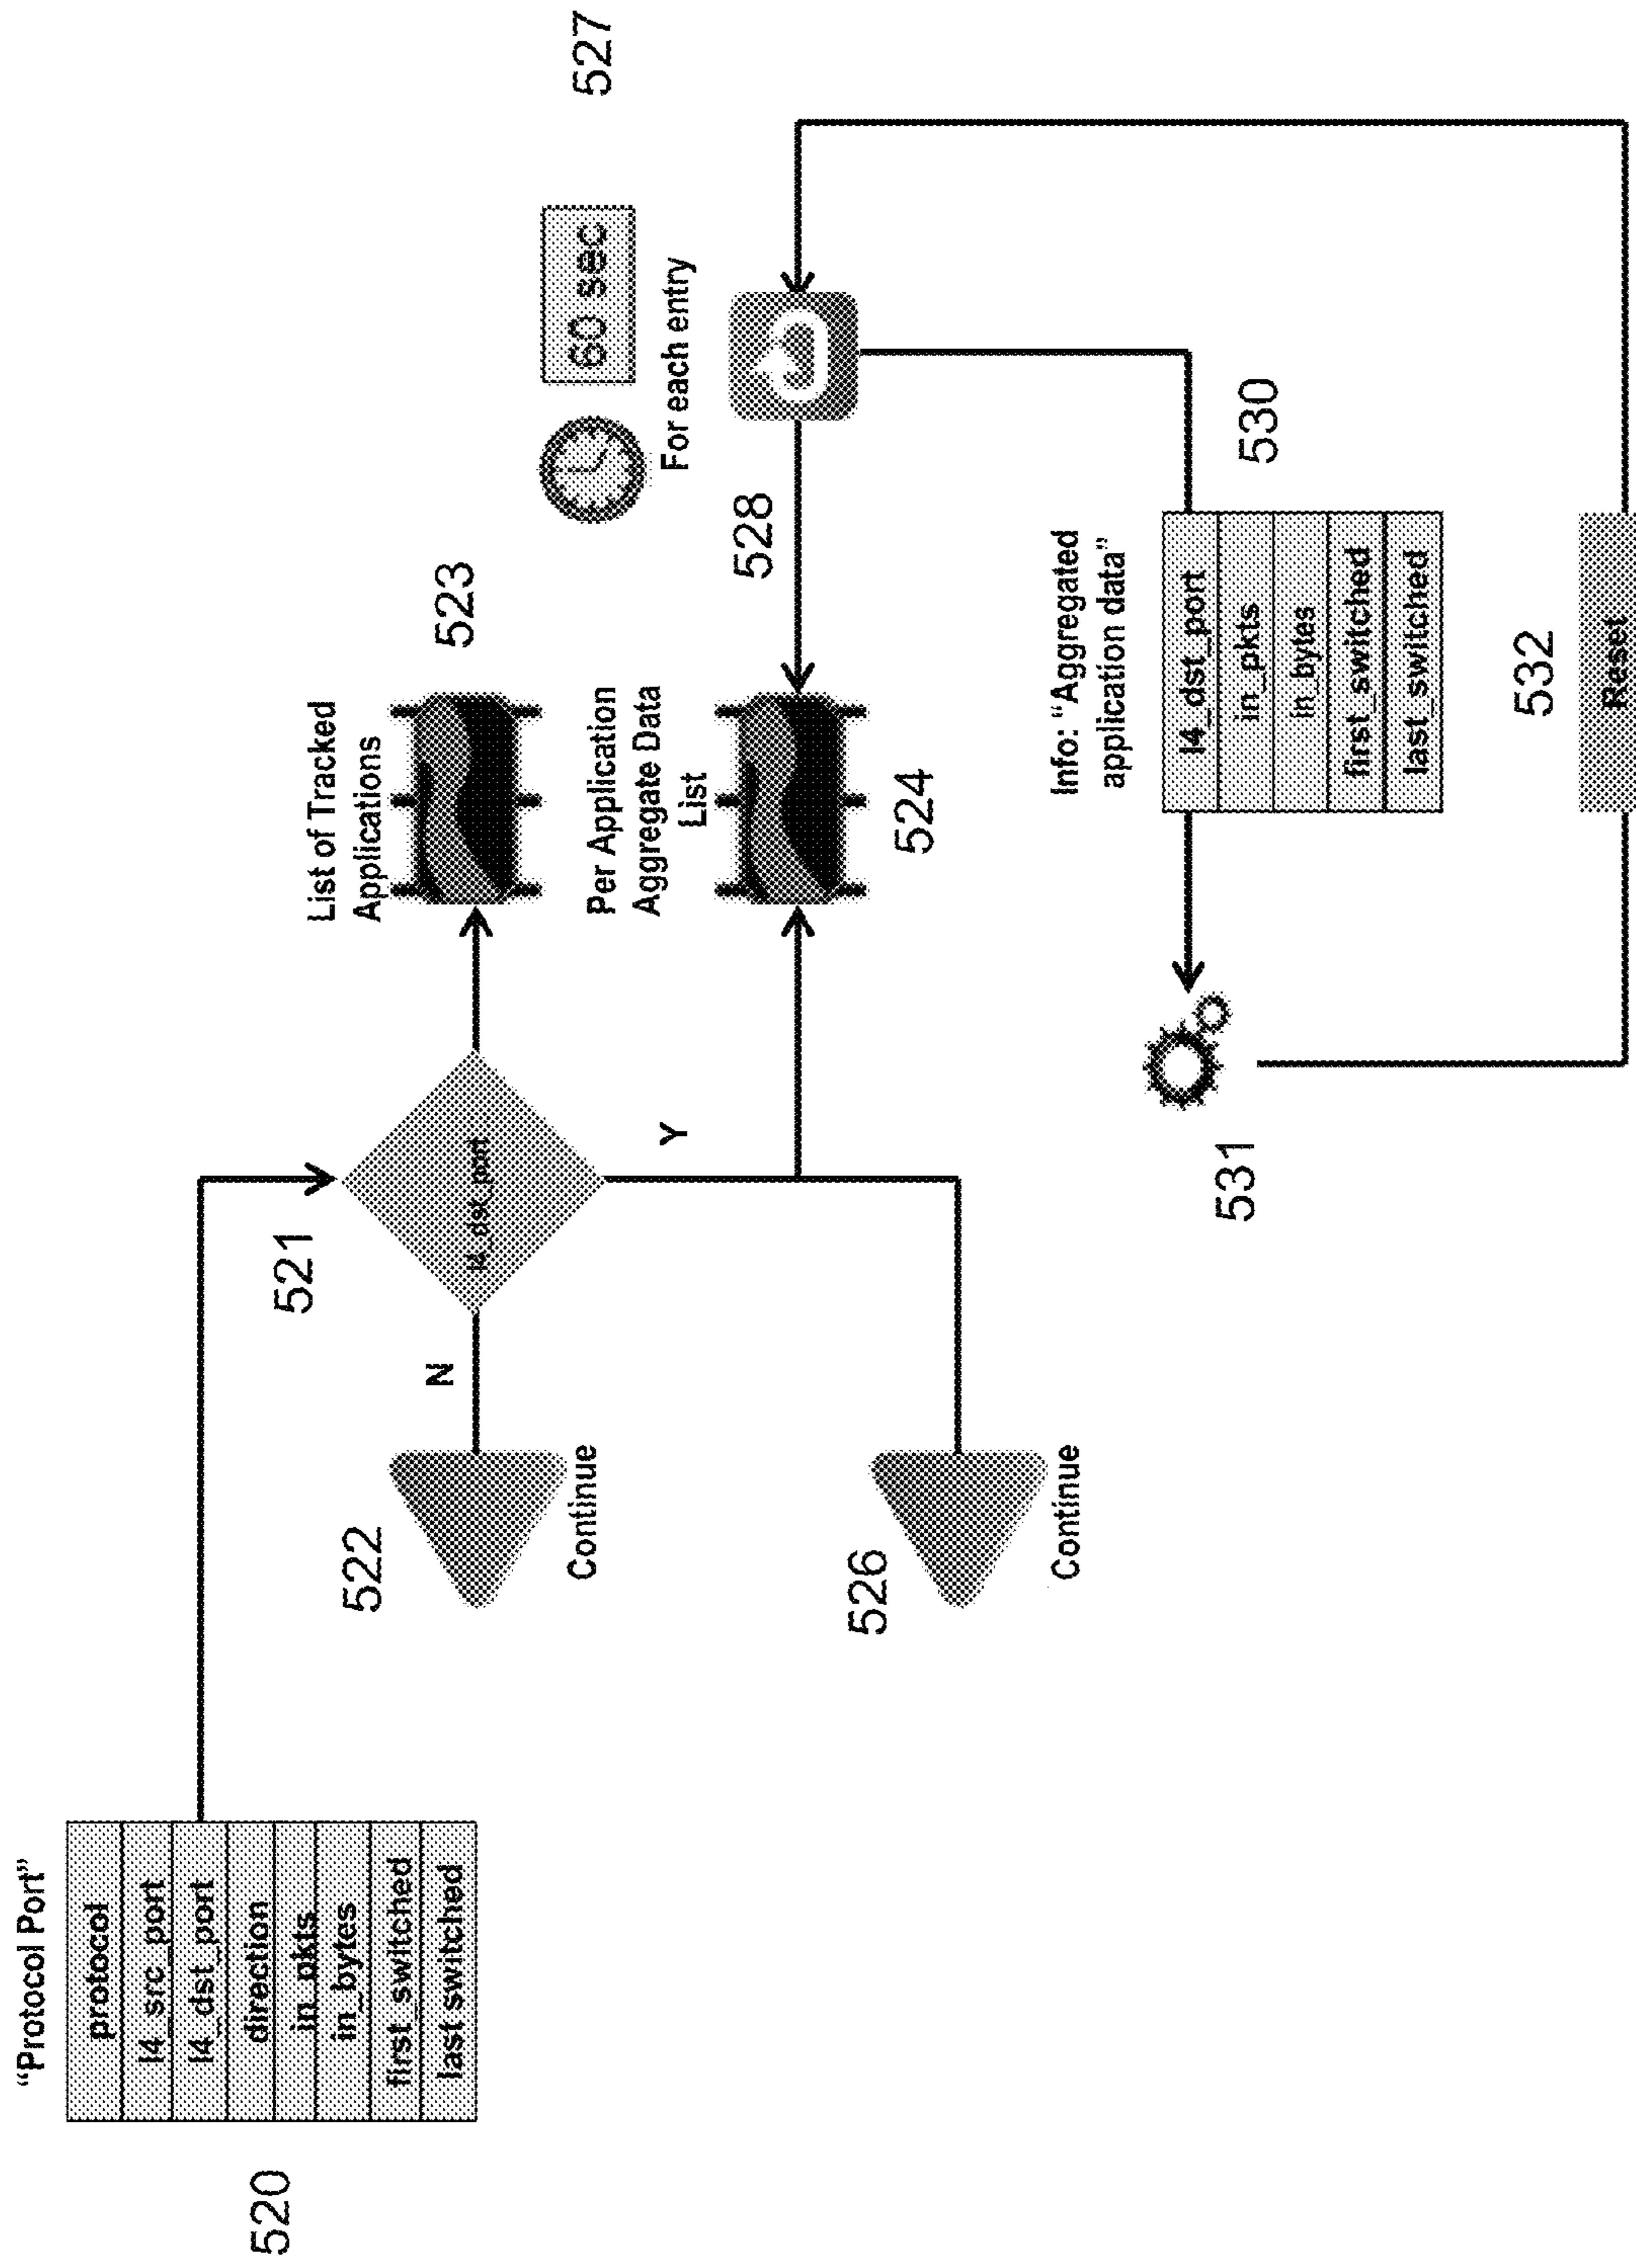 "Protocol Port"
protocol
l4_src_port
l4_dst_port
direction
in_pkts
in_bytes
first_switched
last switched
520
521
l4_dst_port
N
522
Continue
Y
526
Continue
List of Tracked
Applications
523
Per Application
Aggregate Data
List
524
527
60 sec
For each entry
528
Info: "Aggregated
application data"
l4_dst_port
in_pkts
in_bytes
first_switched
last_switched
530
531
532
Reset